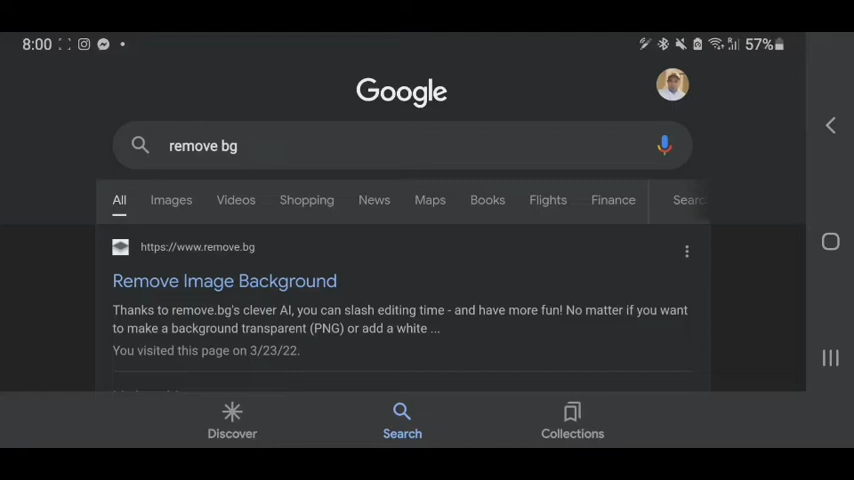 8:00 57%
Google
remove bg
All Images Videos Shopping News Maps Books Flights Finance Searc
https://www.remove.bg
Remove Image Background
Thanks to remove.bg's clever AI, you can slash editing time - and have more fun! No matter if you want
to make a background transparent (PNG) or add a white ...
You visited this page on 3/23/22.
Discover Search Collections